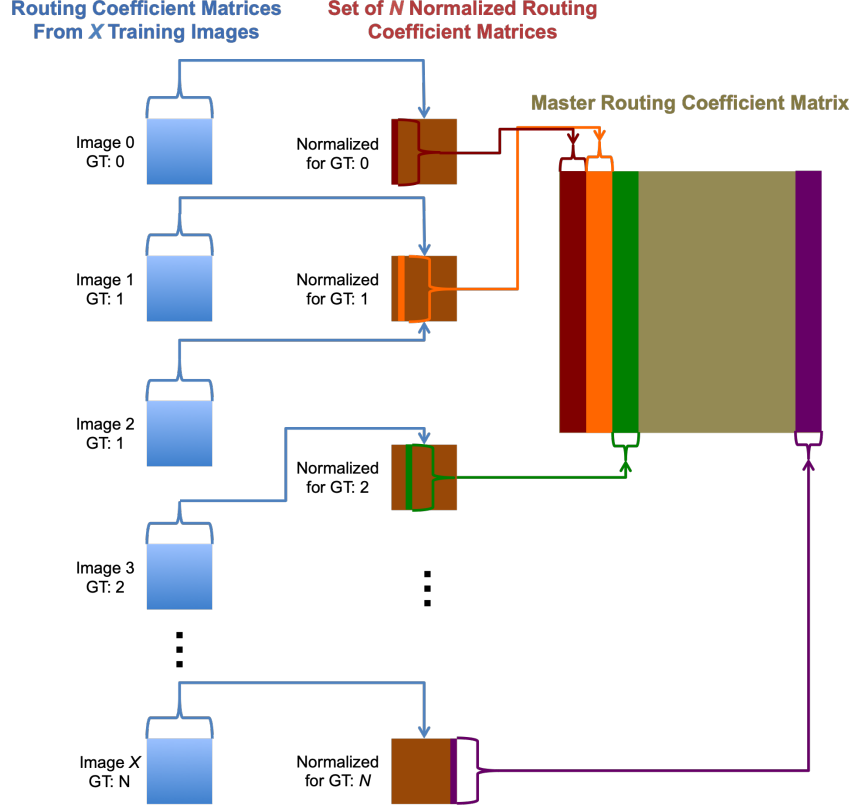 Routing Coefficient Matrices
From X Training Images
Set of N Normalized Routing
Coefficient Matrices
Master Routing Coefficient Matrix
Image 0
GT: 0
Normalized
for GT: 0
Image 1
GT: 1
Normalized
for GT: 1
Image 2
GT: 1
Normalized
for GT: 2
Image 3
GT: 2
Image X
GT: N
Normalized
for GT: N